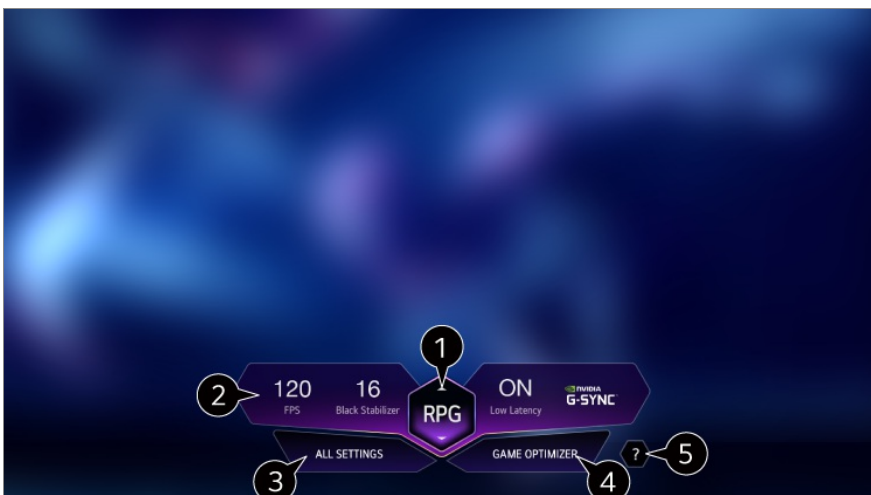 1
2
120
FPS
16
Black Stabilizer
RPG
ON
Low Latency
NVIDIA
G-SYNC
3
ALL SETTINGS
GAME OPTIMIZER
4
?
5